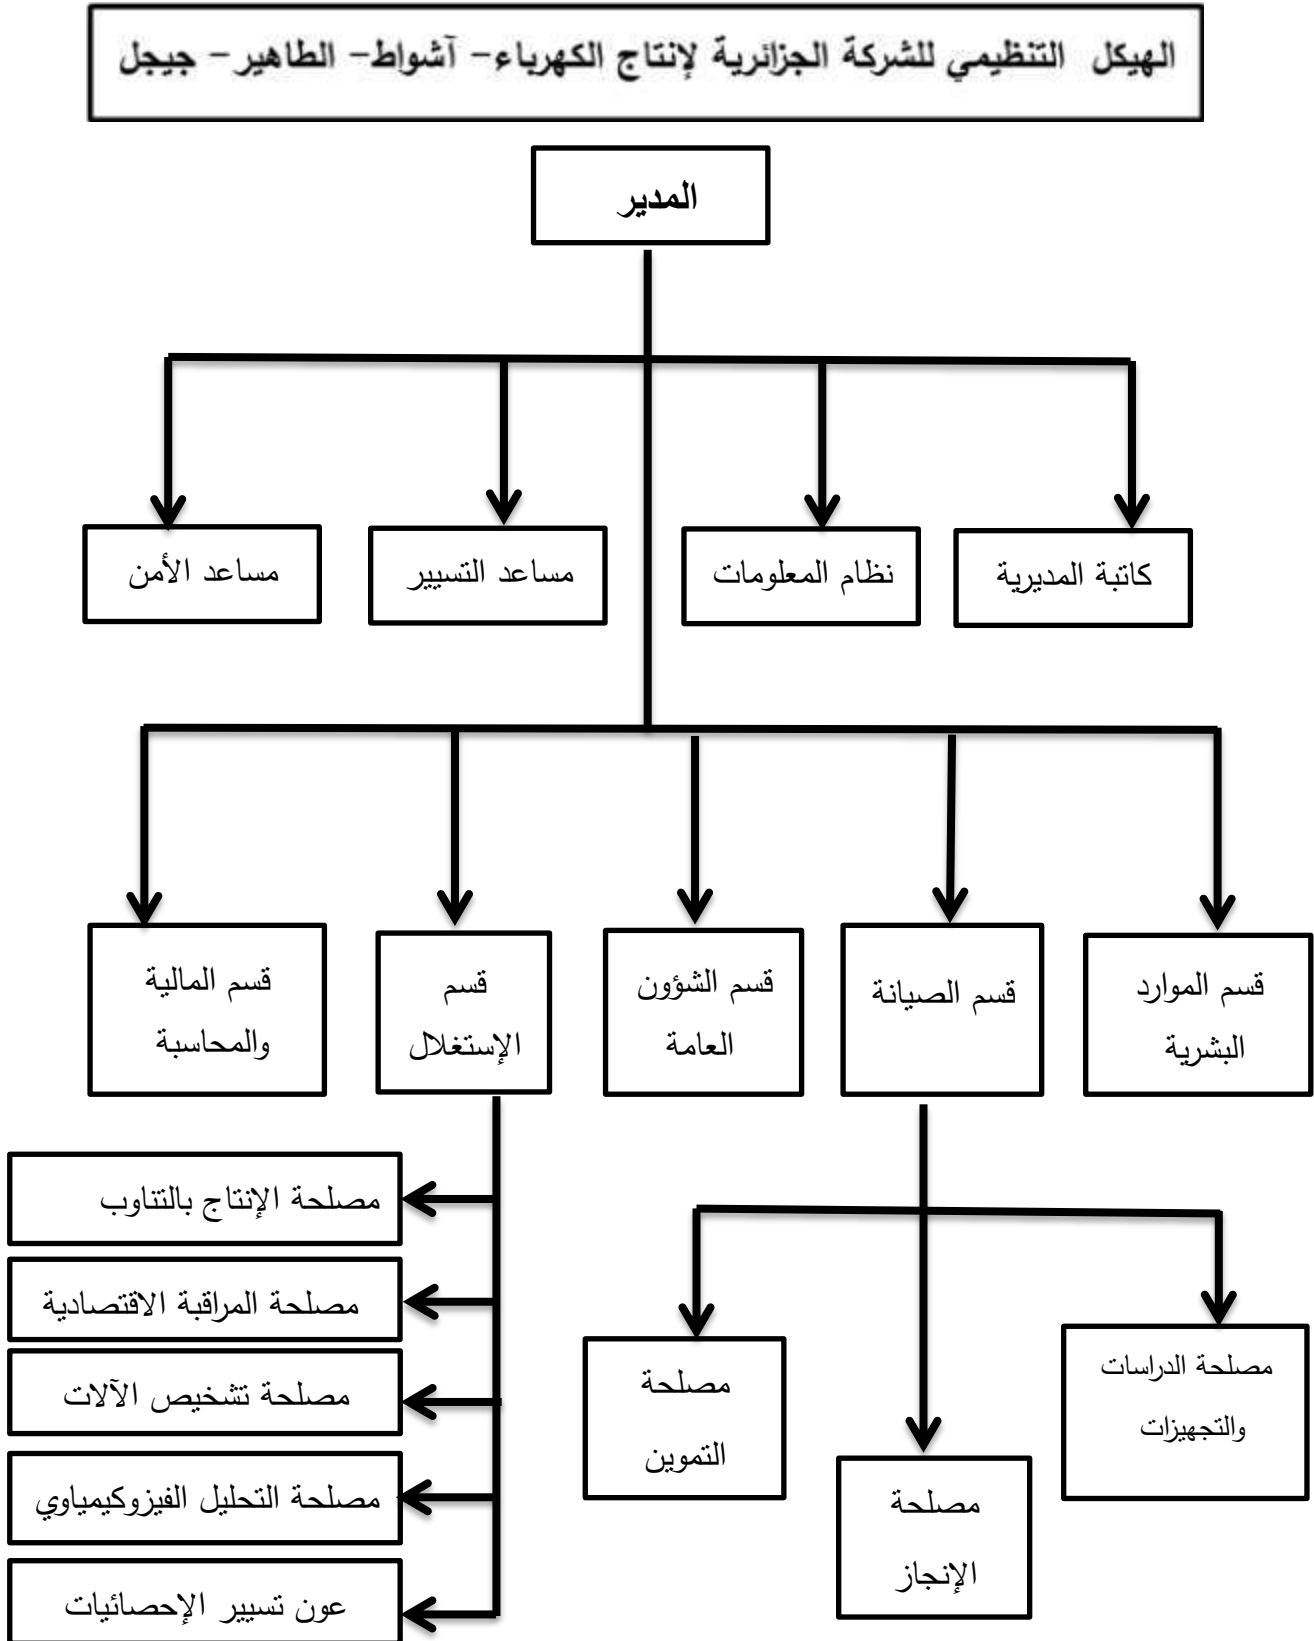 الهيكل التنظيمي للشركة الجزائرية لإنتاج الكهرباء– آشواط– الطاهير– جيجل
المدير
كاتبة المديرية
نظام المعلومات
مساعد التسيير
مساعد الأمن
قسم الموارد
البشرية
قسم الصيانة
قسم الشؤون
العامة
قسم
الإستغلال
قسم المالية
والمحاسبة
مصلحة الدراسات
والتجهيزات
مصلحة
الإنجاز
مصلحة
التموين
مصلحة الإنتاج بالتناوب
مصلحة المراقبة الاقتصادية
مصلحة تشخيص الآلات
مصلحة التحليل الفيزوكيمياوي
عون تسيير الإحصائيات